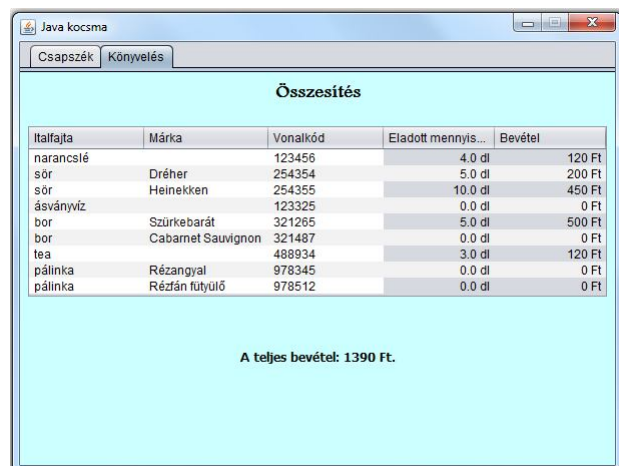 Java kocsma
Csapszék Könyvelés
Összesítés
Italfajta Márka Vonalkód Eladott mennyis... Bevétel
narancslé 123456 4.0 dl 120 Ft
sör Dréher 254354 5.0 dl 200 Ft
sör Heinekken 254355 10.0 dl 450 Ft
ásványvíz 123325 0.0 dl 0 Ft
bor Szürkebarát 321265 5.0 dl 500 Ft
bor Cabarnet Sauvignon 321487 0.0 dl 0 Ft
tea 488934 3.0 dl 120 Ft
pálinka Rézangyal 978345 0.0 dl 0 Ft
pálinka Rézfán fütyülő 978512 0.0 dl 0 Ft
A teljes bevétel: 1390 Ft.